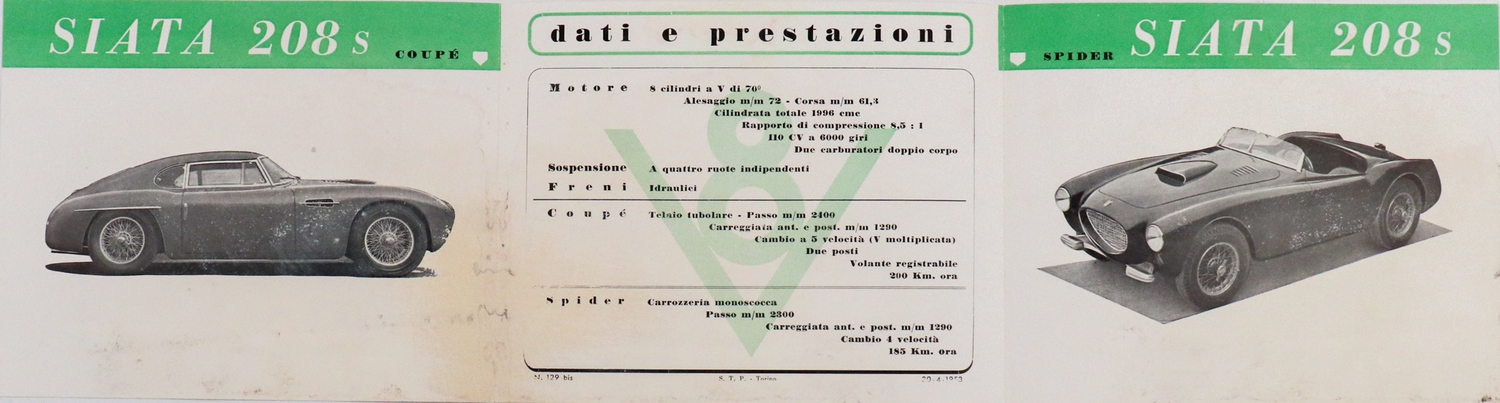 SIATA 208 S
COUPÉ
dati e prestazioni
V8
Motore 8 cilindri a V di 70º
Alesaggio m/m 72 - Corsa m/m 61,3
Cilindrata totale 1996 cmc
Rapporto di compressione 8,5 : 1
110 CV a 6000 giri
Due carburatori doppio corpo
Sospensione A quattro ruote indipendenti
Freni Idraulici
Coupé Telaio tubolare - Passo m/m 2400
Carreggiata ant. e post. m/m 1290
Cambio a 5 velocità (V moltiplicata)
Due posti
Volante registrabile
200 Km. ora
Spider Carrozzeria monoscocca
Passo m/m 2300
Carreggiata ant. e post. m/m 1290
Cambio 4 velocità
185 Km. ora
N. 129 bis S. T. P. - Torino
SPIDER
SIATA 208 S